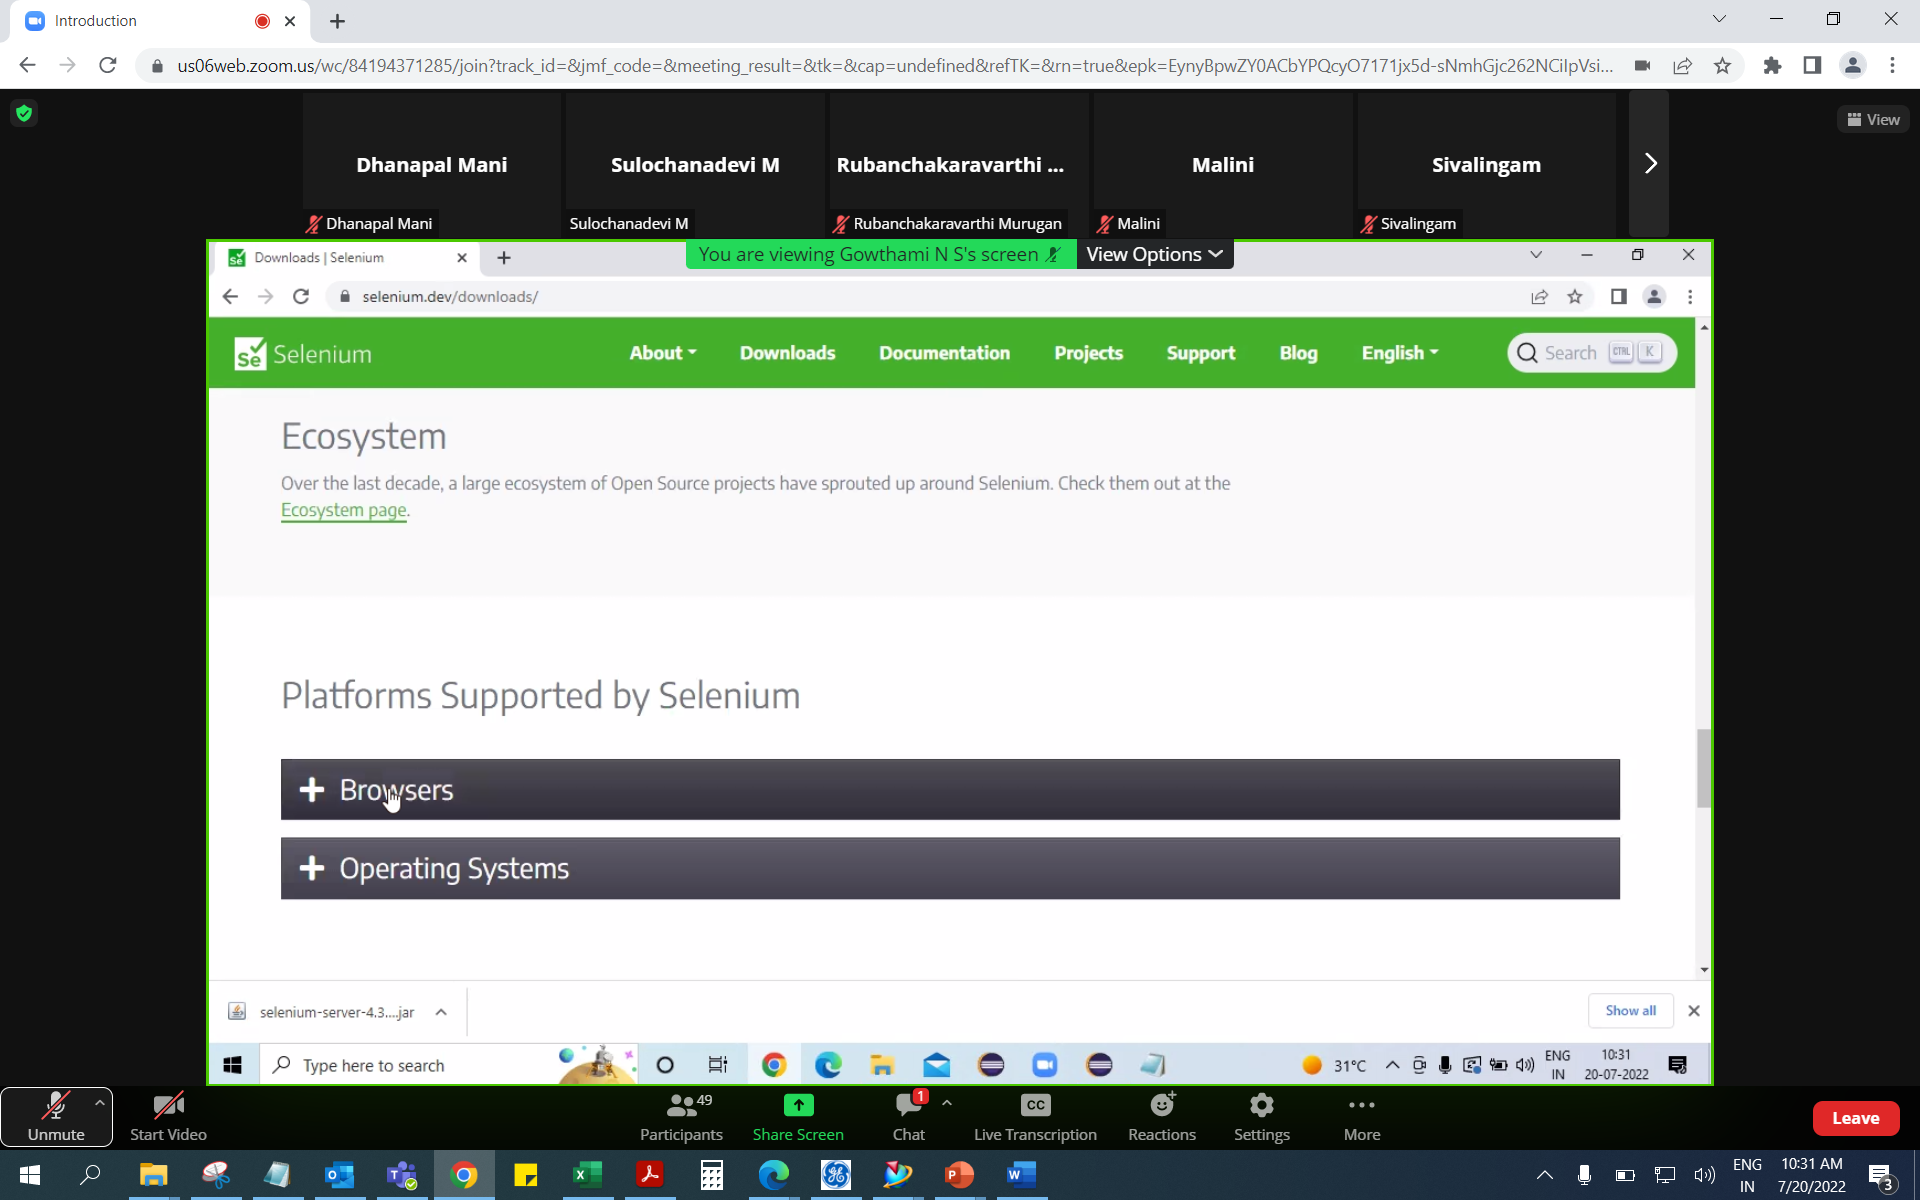 Introduction
us06web.zoom.us/wc/84194371285/join?track_id=&jmf_code=&meeting_result=&tk=&cap=undefined&refTK=&rn=true&epk=EynyBpwZY0ACbYPQcyO7171jx5d-sNmhGjc262NCilpVsi...
View
Dhanapal Mani
Sulochanadevi M
Rubanchakaravarthi ...
Malini
Sivalingam
Dhanapal Mani
Sulochanadevi M
Rubanchakaravarthi Murugan
Malini
Sivalingam
Downloads | Selenium
You are viewing Gowthami N S's screen
View Options
selenium.dev/downloads/
Se Selenium
About
Downloads
Documentation
Projects
Support
Blog
English
Search CTRL K
Ecosystem
Over the last decade, a large ecosystem of Open Source projects have sprouted up around Selenium. Check them out at the
Ecosystem page.
Platforms Supported by Selenium
+ Browsers
+ Operating Systems
selenium-server-4.3....jar
Show all
Type here to search
31°C
ENG
IN
10:31
20-07-2022
Unmute
Start Video
49
Participants
Share Screen
1
Chat
CC
Live Transcription
Reactions
Settings
More
Leave
ENG
IN
10:31 AM
7/20/2022
3